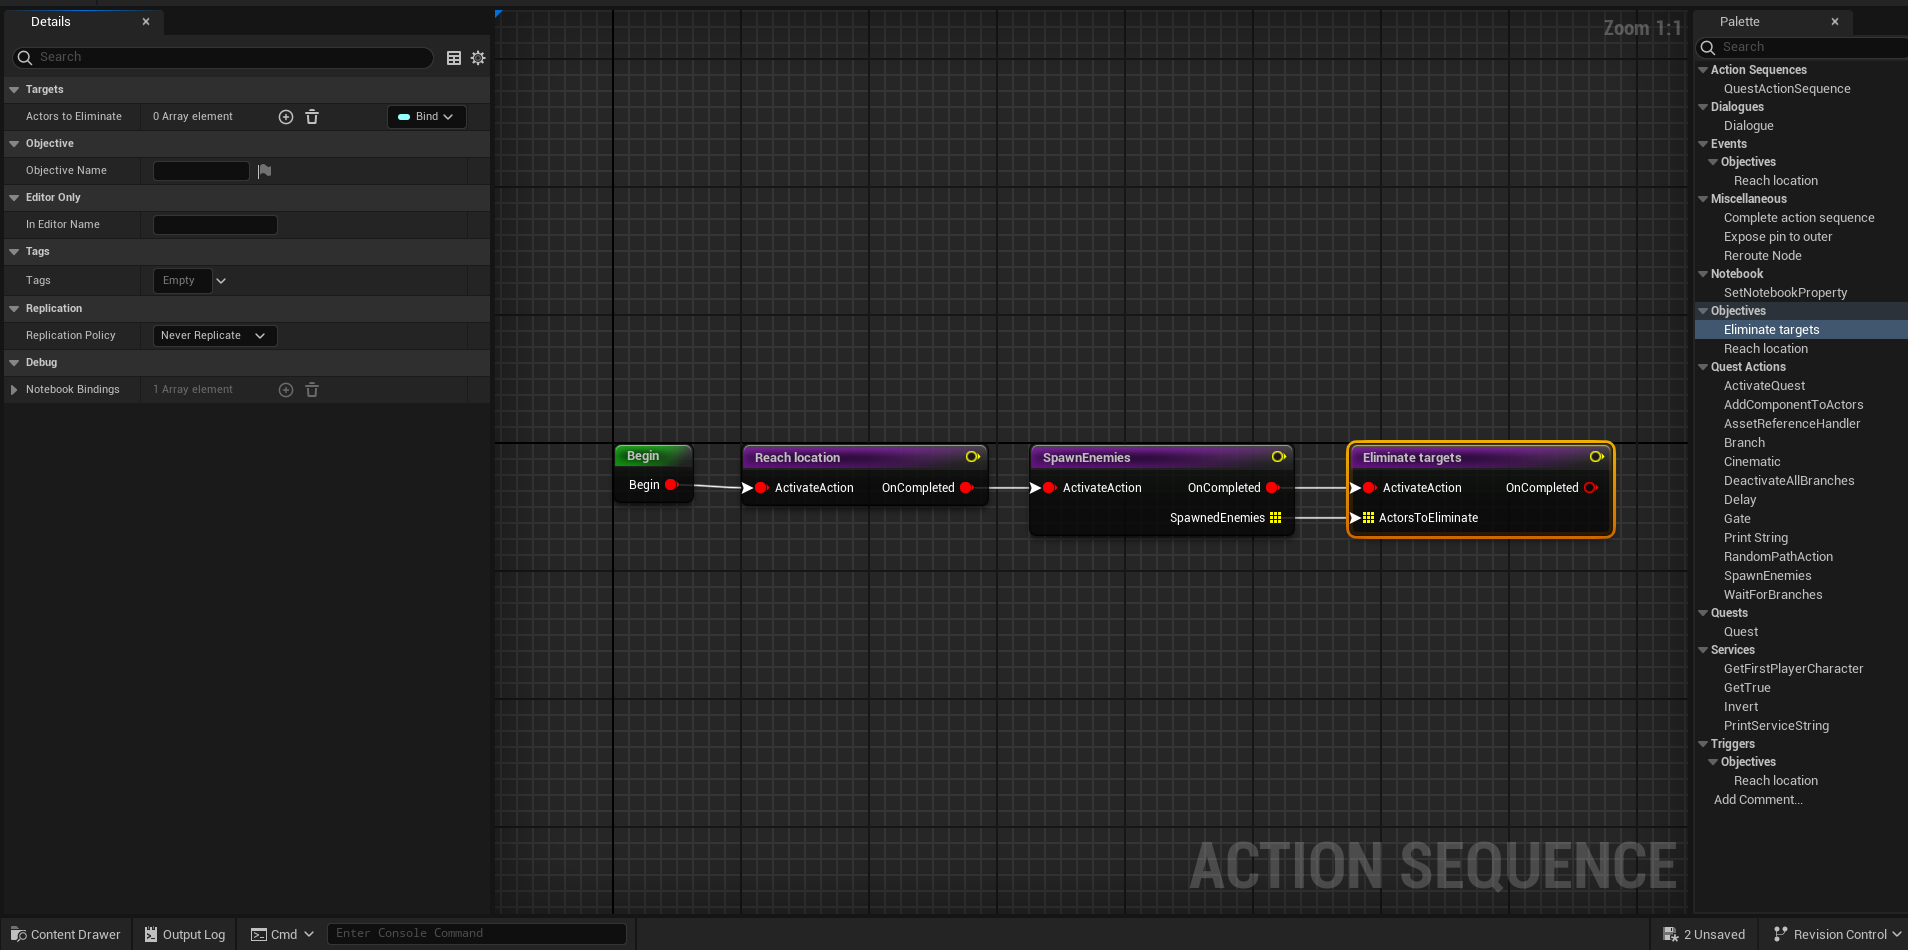 Details
Search
Targets
Actors to Eliminate 0 Array element Bind
Objective
Objective Name
Editor Only
In Editor Name
Tags
Tags Empty
Replication
Replication Policy Never Replicate
Debug
Notebook Bindings 1 Array element
Zoom 1:1
Begin
Begin
Reach location
ActivateAction OnCompleted
SpawnEnemies
ActivateAction OnCompleted
SpawnedEnemies
Eliminate targets
ActivateAction OnCompleted
ActorsToEliminate
ACTION SEQUENCE
Palette
Search
Action Sequences
QuestActionSequence
Dialogues
Dialogue
Events
Objectives
Reach location
Miscellaneous
Complete action sequence
Expose pin to outer
Reroute Node
Notebook
SetNotebookProperty
Objectives
Eliminate targets
Reach location
Quest Actions
ActivateQuest
AddComponentToActors
AssetReferenceHandler
Branch
Cinematic
DeactivateAllBranches
Delay
Gate
Print String
RandomPathAction
SpawnEnemies
WaitForBranches
Quests
Quest
Services
GetFirstPlayerCharacter
GetTrue
Invert
PrintServiceString
Triggers
Objectives
Reach location
Add Comment...
Content Drawer Output Log Cmd Enter Console Command 2 Unsaved Revision Control